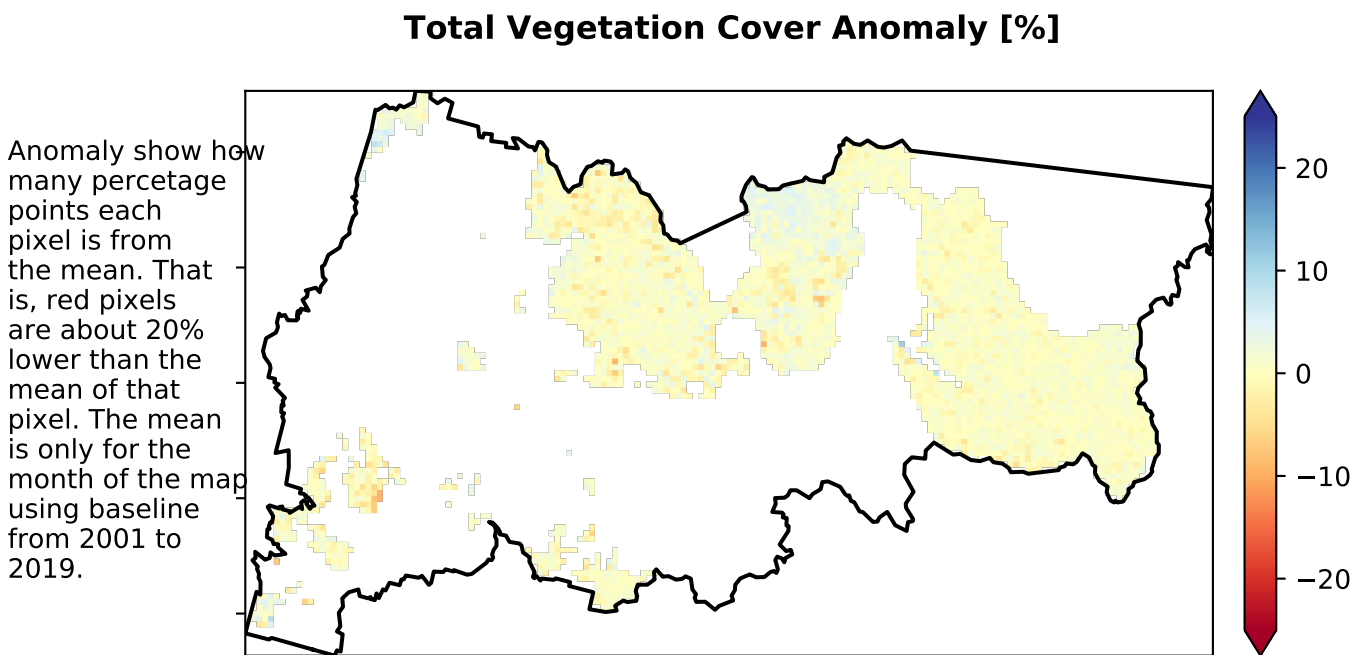 Total Vegetation Cover Anomaly [%]
Anomaly show how
many percetage
points each
pixel is from
the mean. That
is, red pixels
are about 20%
lower than the
mean of that
pixel. The mean
is only for the
month of the map
using baseline
from 2001 to
2019.
20
10
0
−10
−20